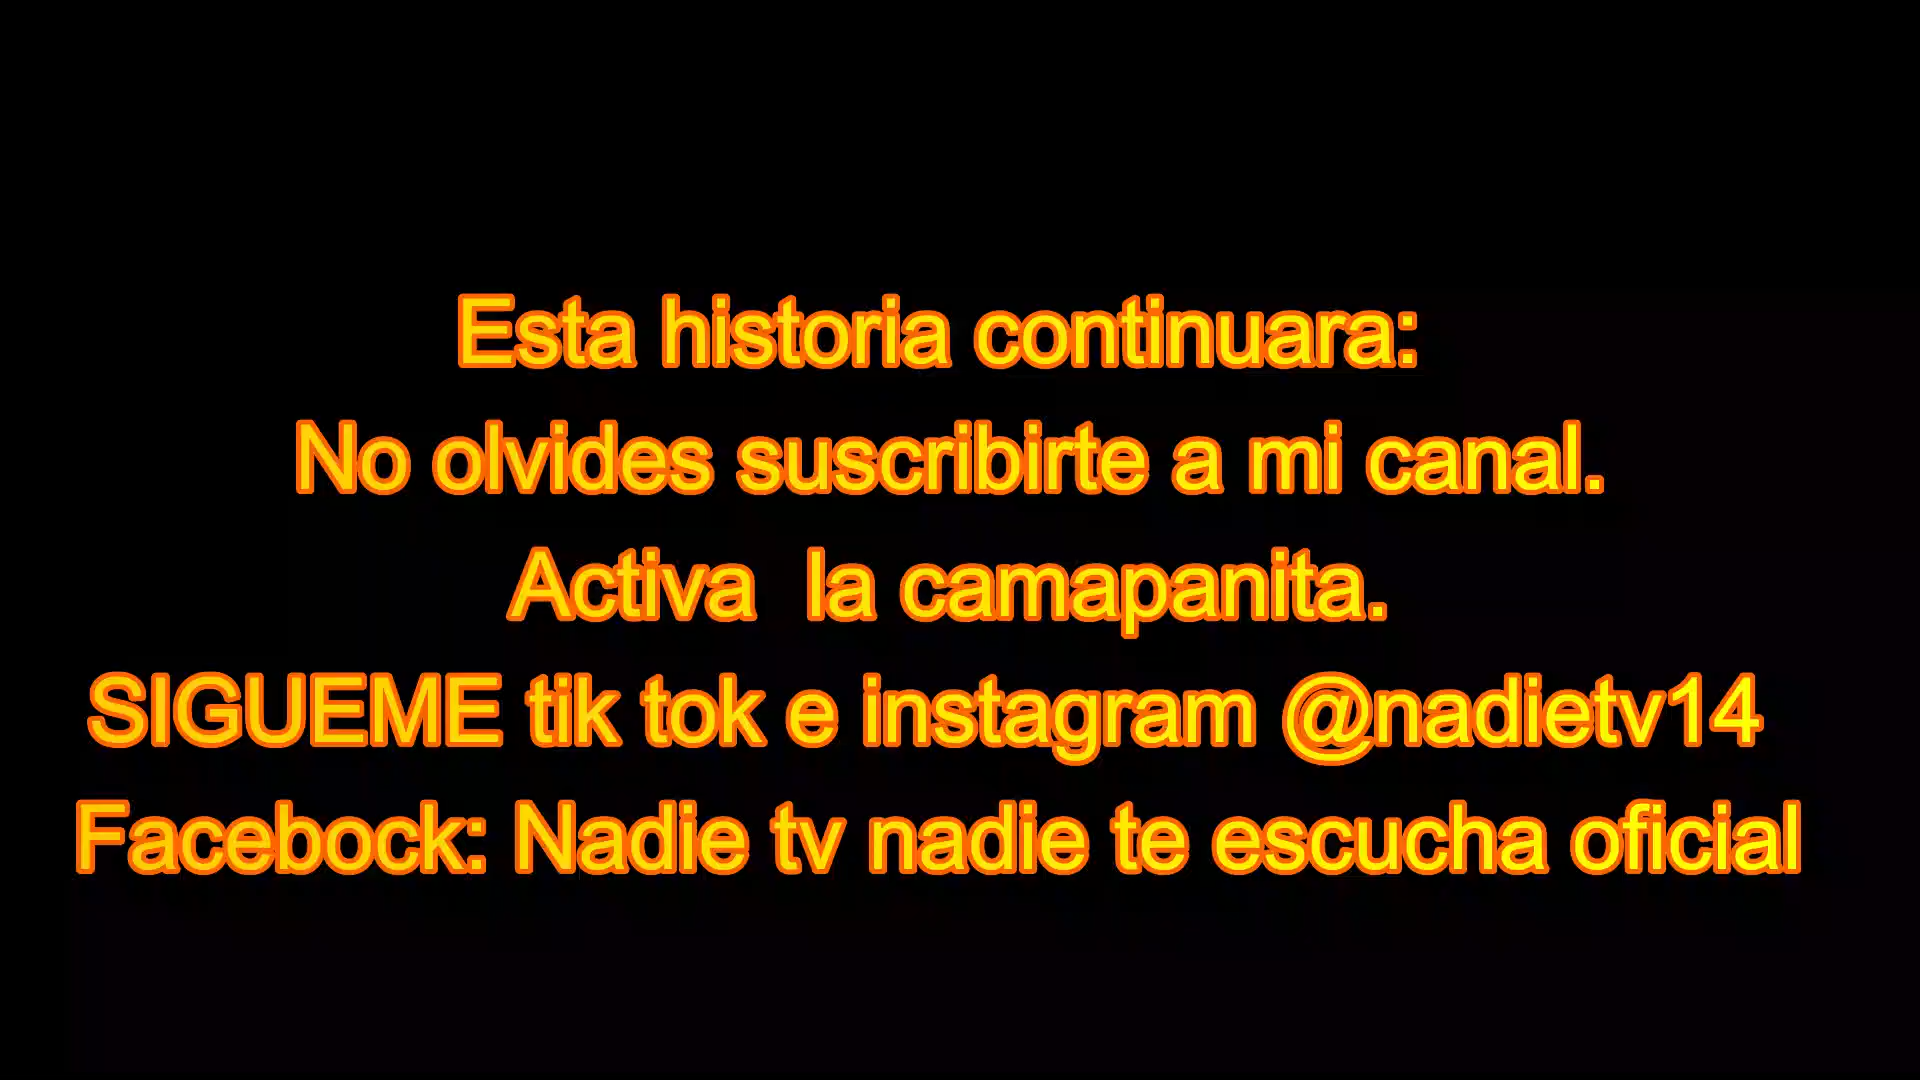 Esta historia continuara:
No olvides suscribirte a mi canal.
Activa  la camapanita.
SIGUEME tik tok e instagram @nadietv14
Facebock: Nadie tv nadie te escucha oficial